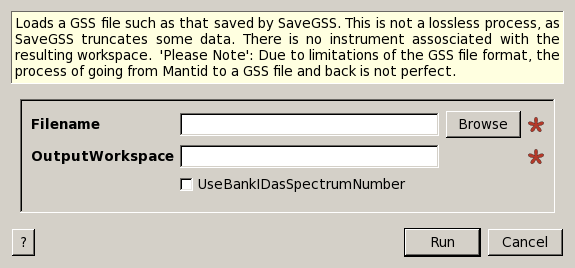 Loads a GSS file such as that saved by SaveGSS. This is not a lossless process, as
SaveGSS truncates some data. There is no instrument assosciated with the
resulting workspace. 'Please Note': Due to limitations of the GSS file format, the
process of going from Mantid to a GSS file and back is not perfect.
Filename Browse *
OutputWorkspace *
UseBankIDasSpectrumNumber
? Run Cancel